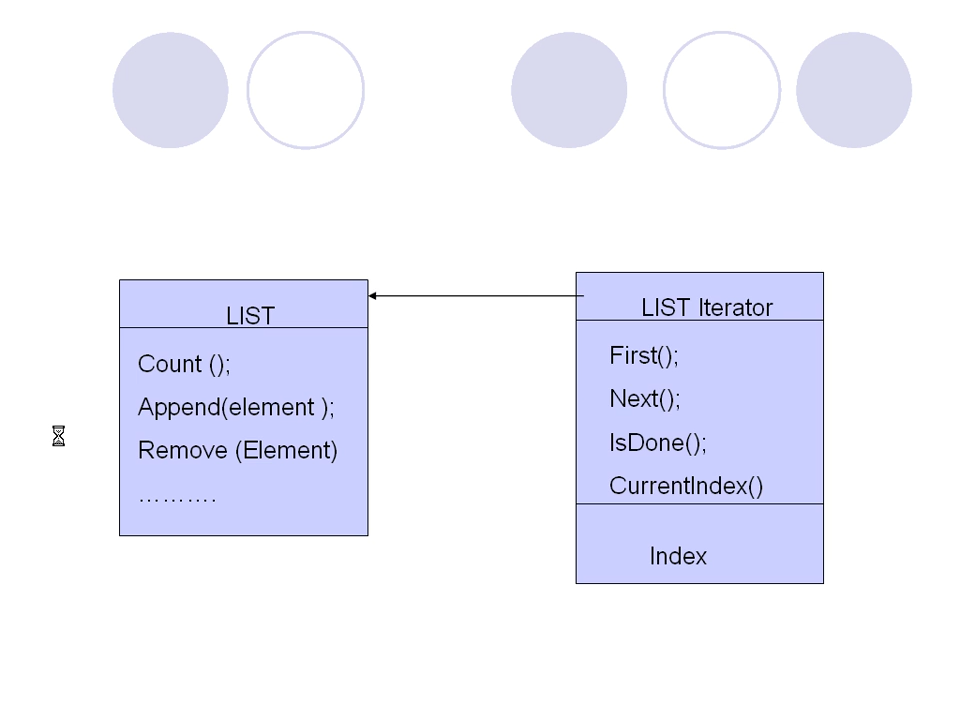 LIST
Count ();
Append(element );
Remove (Element)
……….
LIST Iterator
First();
Next();
IsDone();
CurrentIndex()
Index